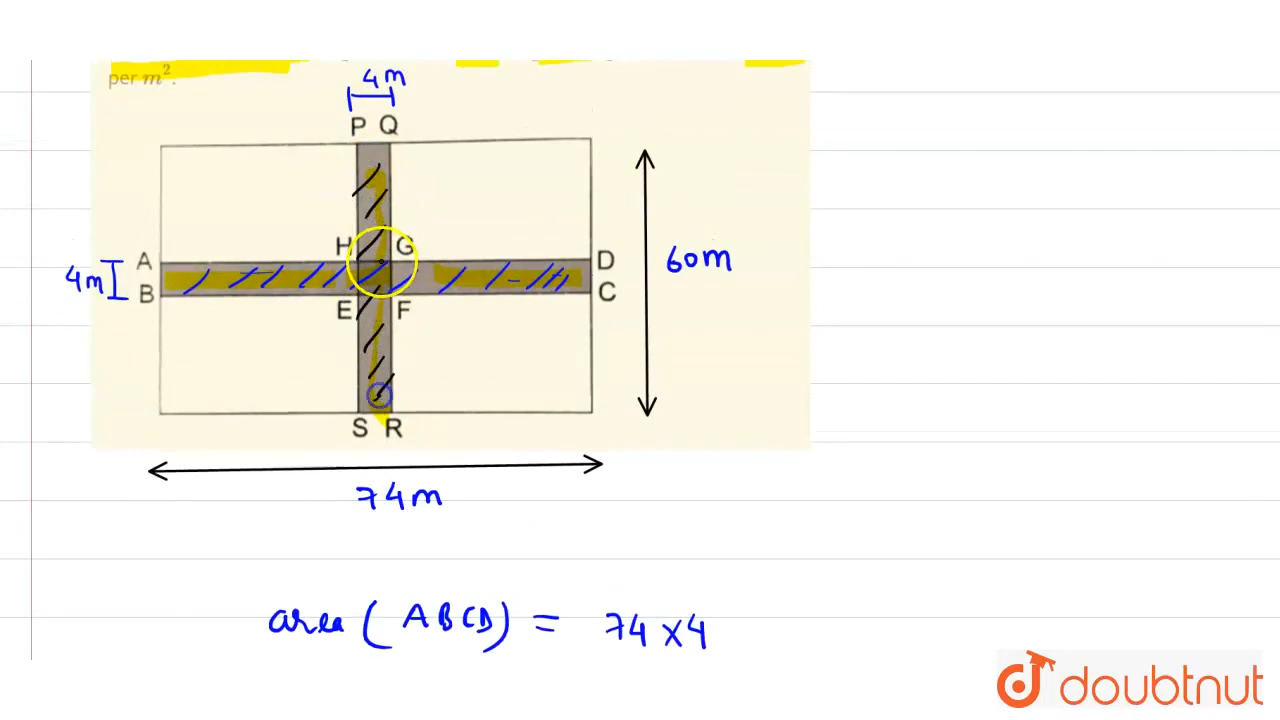 per m².
4m
P Q
H G
A D
4m 60m
B C
E F
S R
74m
area (ABCD) = 74 x 4
doubtnut